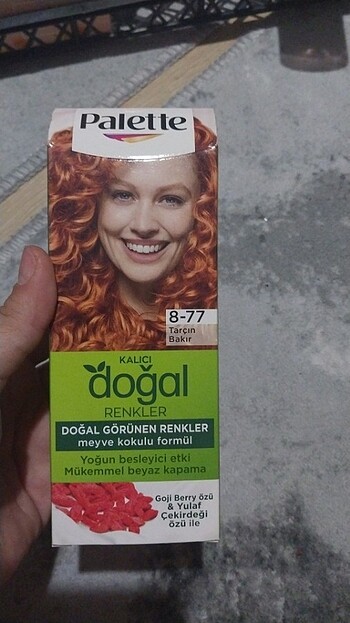 Palette
8-77
Tarçın
Bakır
KALICI
doğal
RENKLER
DOĞAL GÖRÜNEN RENKLER
meyve kokulu formül
Yoğun besleyici etki
Mükemmel beyaz kapama
Goji Berry özü
& Yulaf
Çekirdeği
özü ile